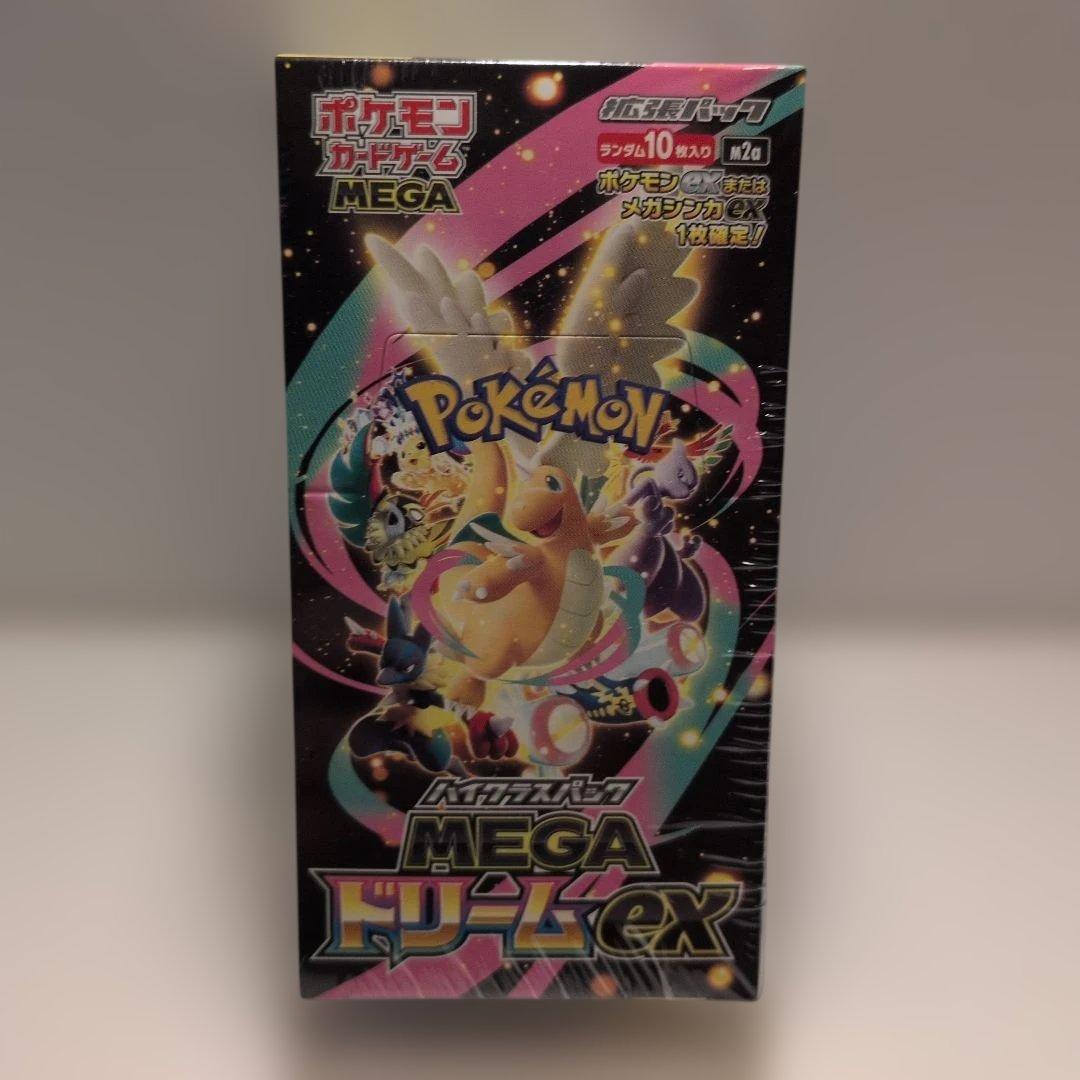 ポケモン
カードゲーム
MEGA
拡張パック
ランダム10枚入り M2a
ポケモンexまたは
メガシンカex
1枚確定!
POKéMON
ハイクラスパック
MEGA
ドリームex